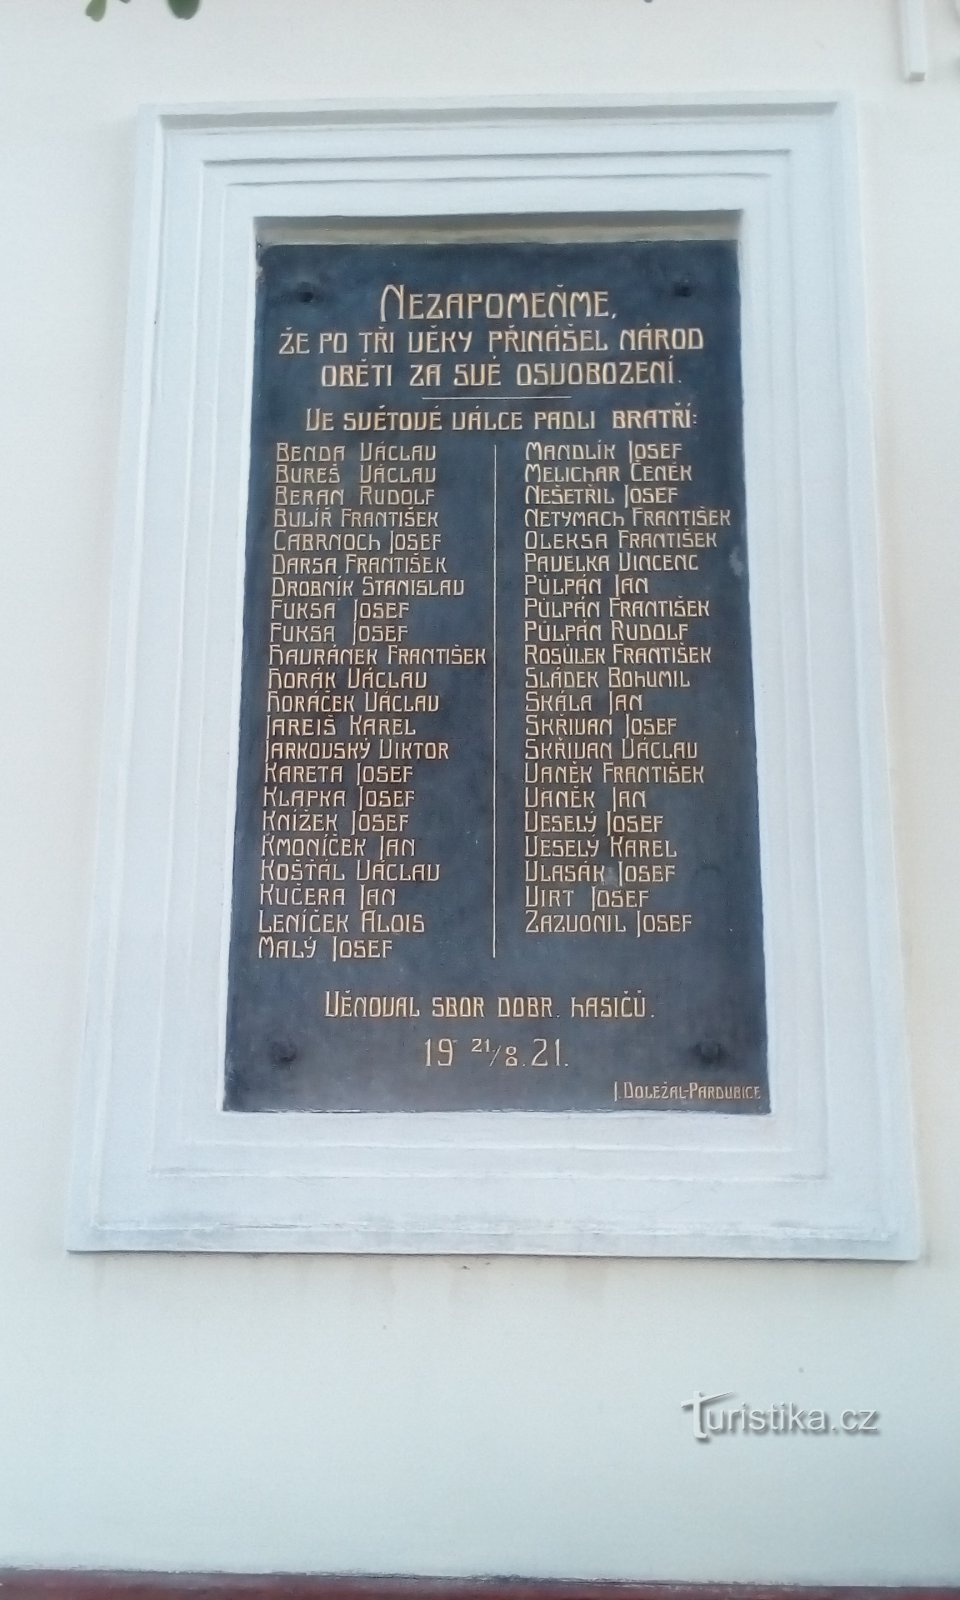 Nezapomeňme,
že po tři věky přinášel národ
oběti za své osvobození.
Ve světové válce padli bratří:
Benda Václav
Bureš Václav
Beran Rudolf
Bulíř František
Cabrnoch Josef
Darsa František
Drobník Stanislav
Fuksa Josef
Fuksa Josef
Havránek František
Horák Václav
Horáček Václav
Jareiš Karel
Jarkovský Viktor
Kareta Josef
Klapka Josef
Knížek Josef
Kmoníček Jan
Košťál Václav
Kučera Jan
Leníček Alois
Malý Josef
Mandlík Josef
Melichar Čeněk
Nešetřil Josef
Netymach František
Oleksa František
Pavelka Vincenc
Půlpán Jan
Půlpán František
Půlpán Rudolf
Rosůlek František
Sládek Bohumil
Skála Jan
Skřivan Josef
Skřivan Václav
Vaněk František
Vaněk Jan
Veselý Josef
Veselý Karel
Vlasák Josef
Virt Josef
Zazvonil Josef
Věnoval sbor dobr. hasičů.
19 21/8. 21.
J. Doležal-Pardubice
Turistika.cz